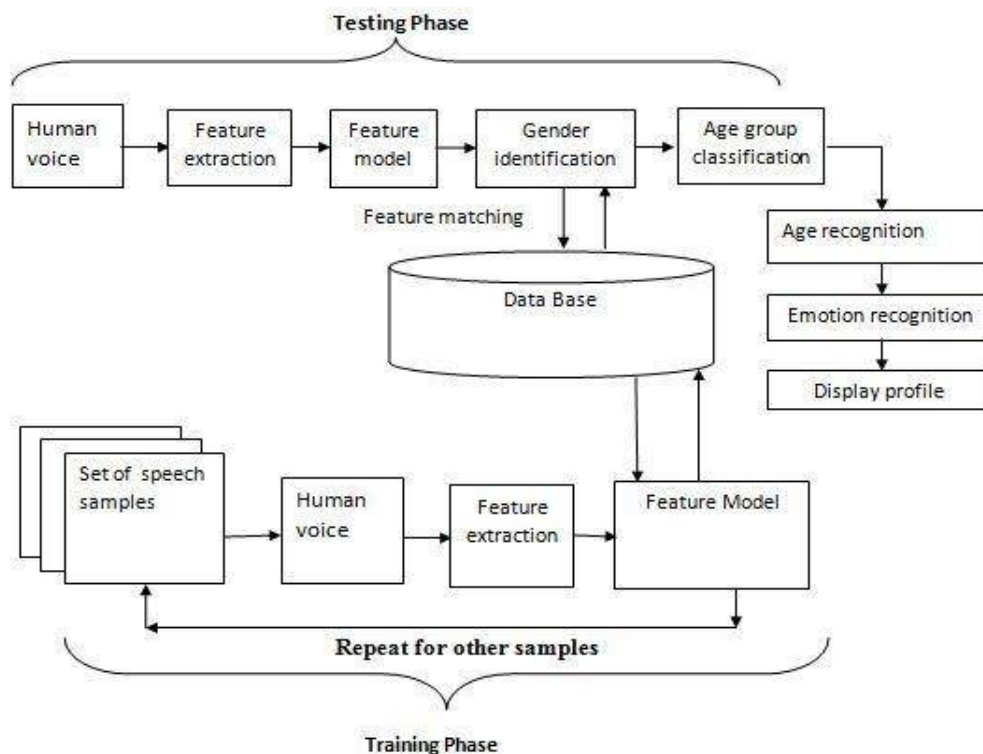 Testing Phase
Human
voice
Feature
extraction
Feature
model
Gender
identification
Age group
classification
Feature matching
Age recognition
Data Base
Emotion recognition
Display profile
Set of speech
samples
Human
voice
Feature
extraction
Feature Model
Repeat for other samples
Training Phase